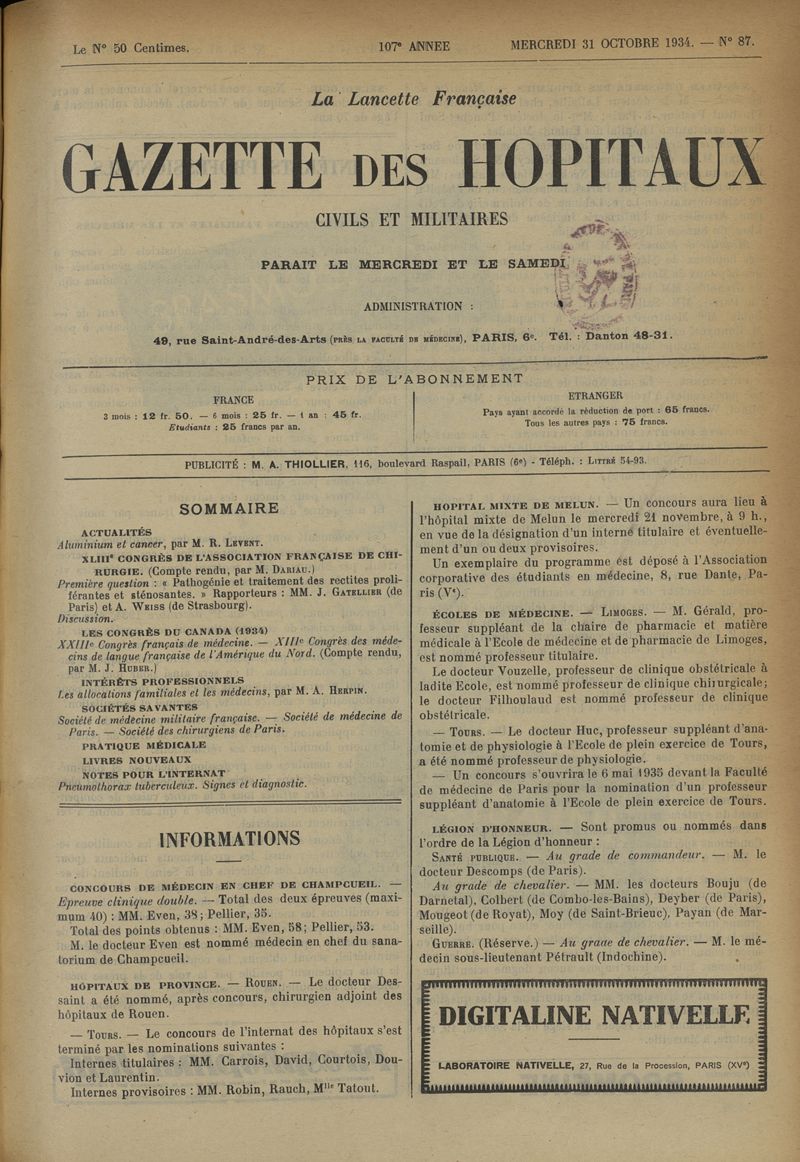 Le N° 50 Centimes.
107e ANNEE
MERCREDI 31 OCTOBRE 1934. — N° 87.
La Lancette Française
GAZETTE DES HOPITAUX
CIVILS ET MILITAIRES
PARAIT LE MERCREDI ET LE SAMEDI
ADMINISTRATION :
49, rue Saint-André-des-Arts (PRÈS LA FACULTÉ DE MÉDECINE), PARIS, 6e. Tél. : Danton 48-31.
PRIX DE L'ABONNEMENT
FRANCE
3 mois : 12 fr. 50. — 6 mois : 25 fr. — 1 an : 45 fr.
Etudiants : 25 francs par an.
ETRANGER
Pays ayant accordé la réduction de port : 65 francs.
Tous les autres pays : 75 francs.
PUBLICITÉ : M. A. THIOLLIER, 116, boulevard Raspail, PARIS (6e) - Téléph. : LITTRÉ 54-93.
SOMMAIRE
ACTUALITÉS
Aluminium et cancer, par M. R. LEVENT.
XLIIIe CONGRÈS DE L'ASSOCIATION FRANÇAISE DE CHI-
RURGIE. (Compte rendu, par M. DARIAU.)
Première question : « Pathogénie et traitement des rectites proli-
férantes et sténosantes. » Rapporteurs : MM. J. GATELLIER (de
Paris) et A. WEISS (de Strasbourg).
Discussion.
LES CONGRÈS DU CANADA (1934)
XXIIIe Congrès français de médecine. — XIIIe Congrès des méde-
cins de langue française de l'Amérique du Nord. (Compte rendu,
par M. J. HUBER.)
INTÉRÊTS PROFESSIONNELS
Les allocations familiales et les médecins, par M. A. HERPIN.
SOCIÉTÉS SAVANTES
Société de médecine militaire française. — Société de médecine de
Paris. — Société des chirurgiens de Paris.
PRATIQUE MÉDICALE
LIVRES NOUVEAUX
NOTES POUR L'INTERNAT
Pneumothorax tuberculeux. Signes et diagnostic.
INFORMATIONS
CONCOURS DE MÉDECIN EN CHEF DE CHAMPCUEIL. —
Epreuve clinique double. — Total des deux épreuves (maxi-
mum 40) : MM. Even, 38 ; Pellier, 35.
Total des points obtenus : MM. Even, 58 ; Pellier, 53.
M. le docteur Even est nommé médecin en chef du sana-
torium de Champcueil.
HÔPITAUX DE PROVINCE. — ROUEN. — Le docteur Des-
saint a été nommé, après concours, chirurgien adjoint des
hôpitaux de Rouen.
— TOURS. — Le concours de l'internat des hôpitaux s'est
terminé par les nominations suivantes :
Internes titulaires : MM. Carrois, David, Courtois, Dou-
vion et Laurentin.
Internes provisoires : MM. Robin, Rauch, Mlle Tatout.
HOPITAL MIXTE DE MELUN. — Un concours aura lieu à
l'hôpital mixte de Melun le mercredi 21 novembre, à 9 h.,
en vue de la désignation d'un interne titulaire et éventuelle-
ment d'un ou deux provisoires.
Un exemplaire du programme est déposé à l'Association
corporative des étudiants en médecine, 8, rue Dante, Pa-
ris (Ve).
ÉCOLES DE MÉDECINE. — LIMOGES. — M. Gérald, pro-
fesseur suppléant de la chaire de pharmacie et matière
médicale à l'Ecole de médecine et de pharmacie de Limoges,
est nommé professeur titulaire.
Le docteur Vouzelle, professeur de clinique obstétricale à
ladite Ecole, est nommé professeur de clinique chirurgicale ;
le docteur Filhoulaud est nommé professeur de clinique
obstétricale.
— TOURS. — Le docteur Huc, professeur suppléant d'ana-
tomie et de physiologie à l'Ecole de plein exercice de Tours,
a été nommé professeur de physiologie.
— Un concours s'ouvrira le 6 mai 1935 devant la Faculté
de médecine de Paris pour la nomination d'un professeur
suppléant d'anatomie à l'Ecole de plein exercice de Tours.
LÉGION D'HONNEUR. — Sont promus ou nommés dans
l'ordre de la Légion d'honneur :
SANTÉ PUBLIQUE. — Au grade de commandeur. — M. le
docteur Descomps (de Paris).
Au grade de chevalier. — MM. les docteurs Bouju (de
Darnetal), Colbert (de Combo-les-Bains), Deyber (de Paris),
Mougeot (de Royat), Moy (de Saint-Brieuc), Payan (de Mar-
seille).
GUERRE. (Réserve.) — Au grade de chevalier. — M. le mé-
decin sous-lieutenant Pétrault (Indochine).
DIGITALINE NATIVELLE
LABORATOIRE NATIVELLE, 27, Rue de la Procession, PARIS (XVe)